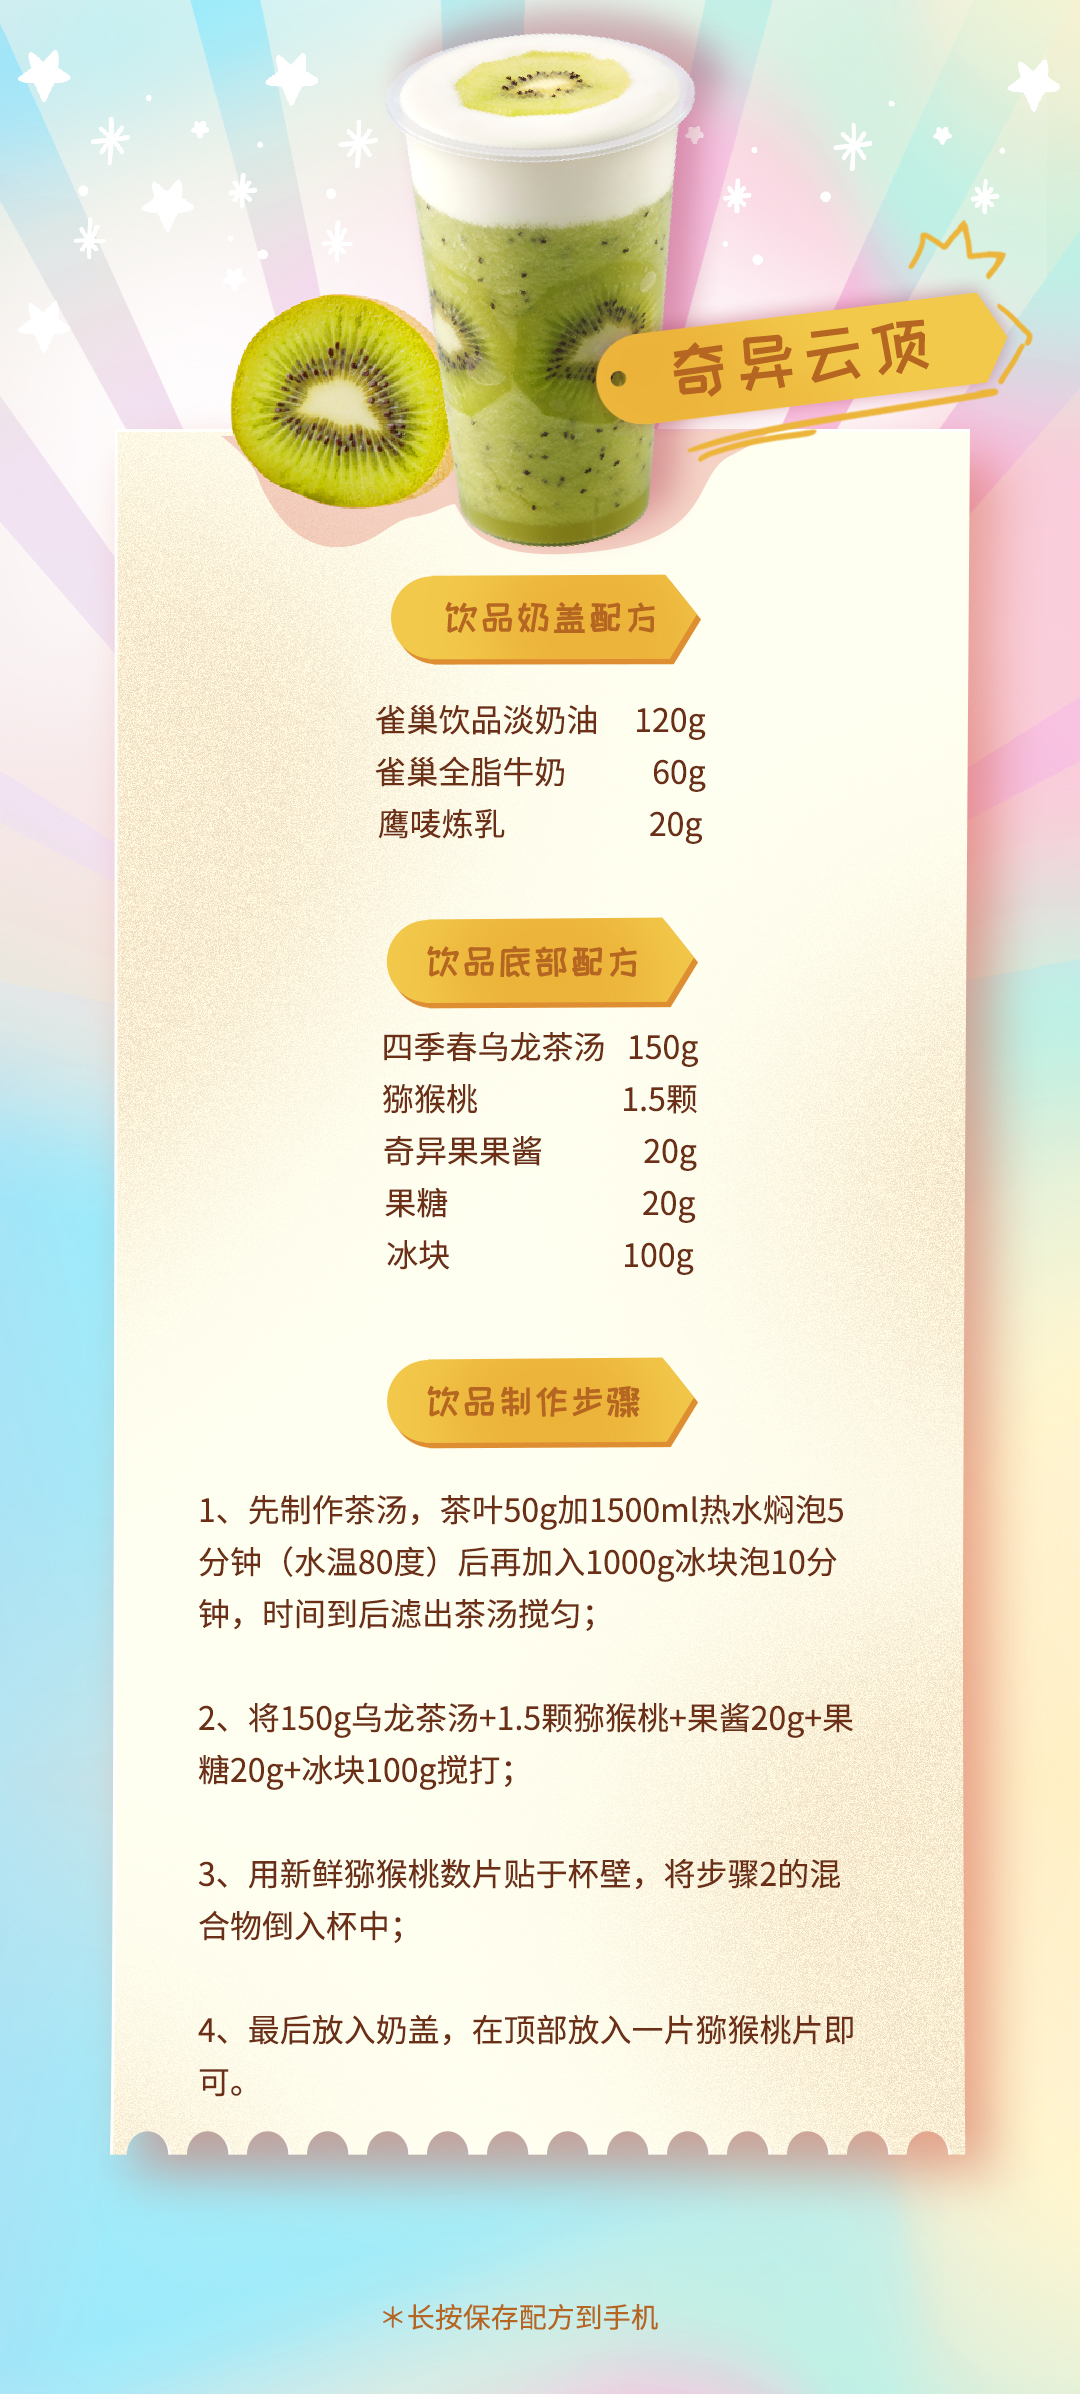 奇异云顶
饮品奶盖配方
雀巢饮品淡奶油 120g
雀巢全脂牛奶 60g
鹰唛炼乳 20g
饮品底部配方
四季春乌龙茶汤 150g
猕猴桃 1.5颗
奇异果果酱 20g
果糖 20g
冰块 100g
饮品制作步骤
1、先制作茶汤，茶叶50g加1500ml热水焖泡5
分钟（水温80度）后再加入1000g冰块泡10分
钟，时间到后滤出茶汤搅匀；
2、将150g乌龙茶汤+1.5颗猕猴桃+果酱20g+果
糖20g+冰块100g搅打；
3、用新鲜猕猴桃数片贴于杯壁，将步骤2的混
合物倒入杯中；
4、最后放入奶盖，在顶部放入一片猕猴桃片即
可。
＊长按保存配方到手机